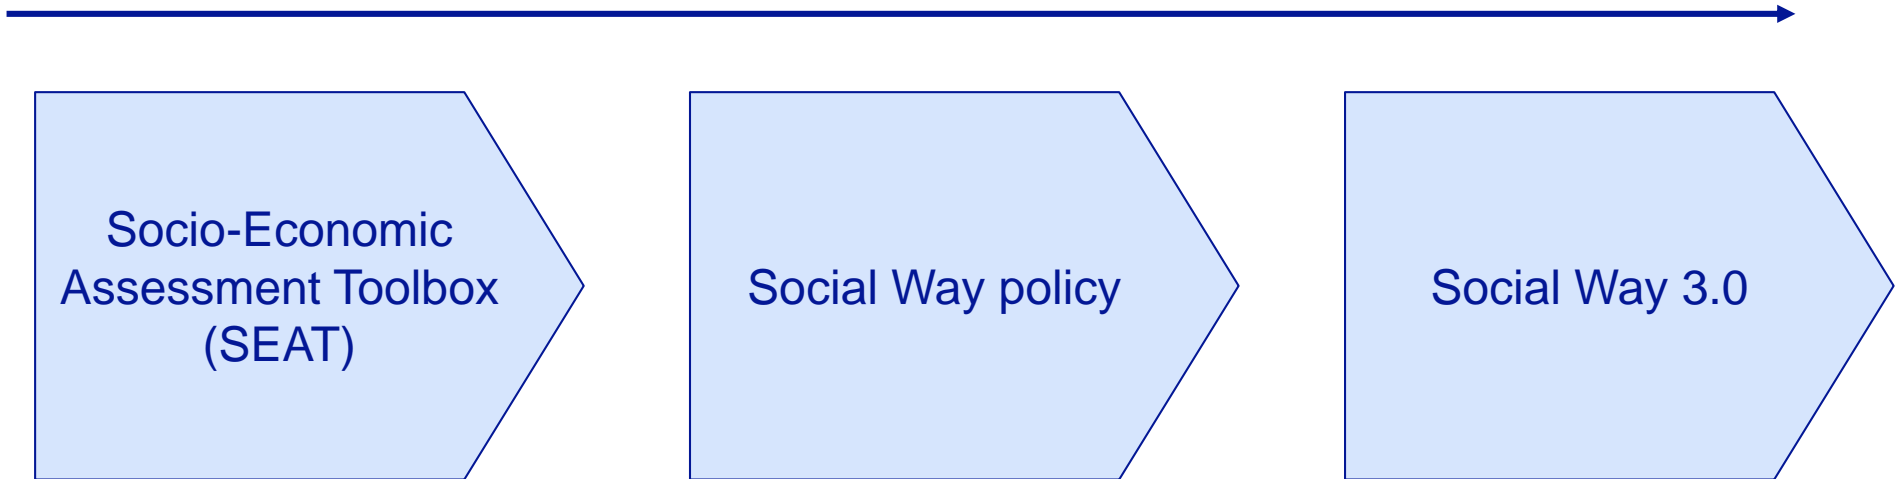 Socio-Economic
Assessment Toolbox
(SEAT)
Social Way policy
Social Way 3.0